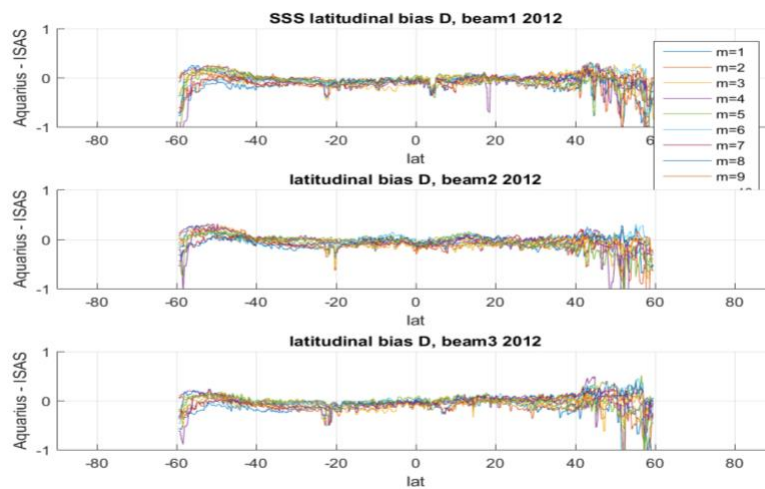 SSS latitudinal bias D, beam1 2012
Aquarius - ISAS
1
0
-1
-80 -60 -40 -20 0 20 40
lat
m=1
m=2
m=3
m=4
m=5
m=6
m=7
m=8
m=9
latitudinal bias D, beam2 2012
Aquarius - ISAS
1
0
-1
-80 -60 -40 -20 0 20 40 60 80
lat
latitudinal bias D, beam3 2012
Aquarius - ISAS
1
0
-1
-80 -60 -40 -20 0 20 40 60 80
lat